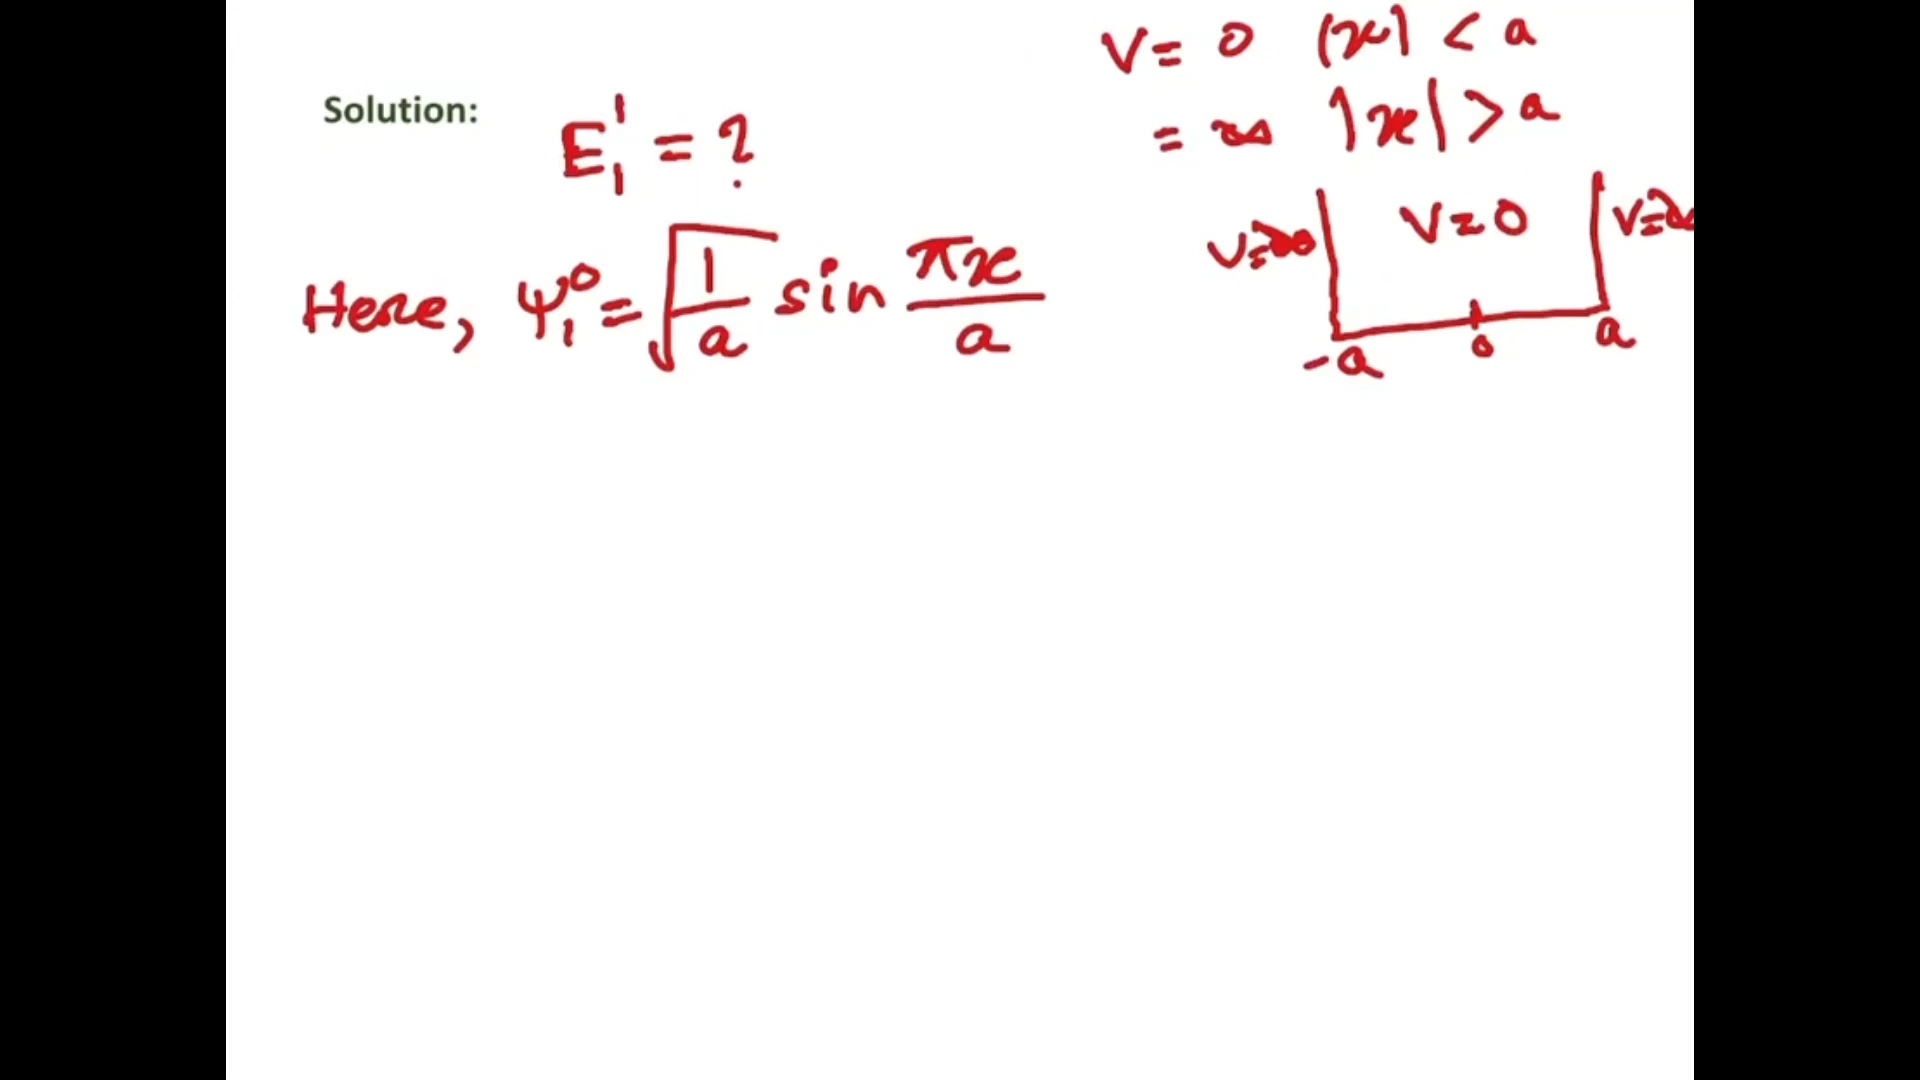 V = 0 |x| < a
= ∞ |x| > a
Solution:
E₁¹ = ?
V=∞ V=0 V=∞
Here, ψ₁⁰ = √(1/a) sin πx/a
-a 0 a